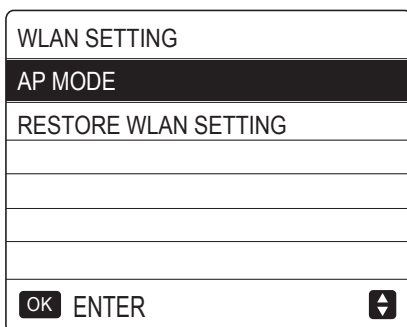 WLAN SETTING
AP MODE
RESTORE WLAN SETTING
OK ENTER